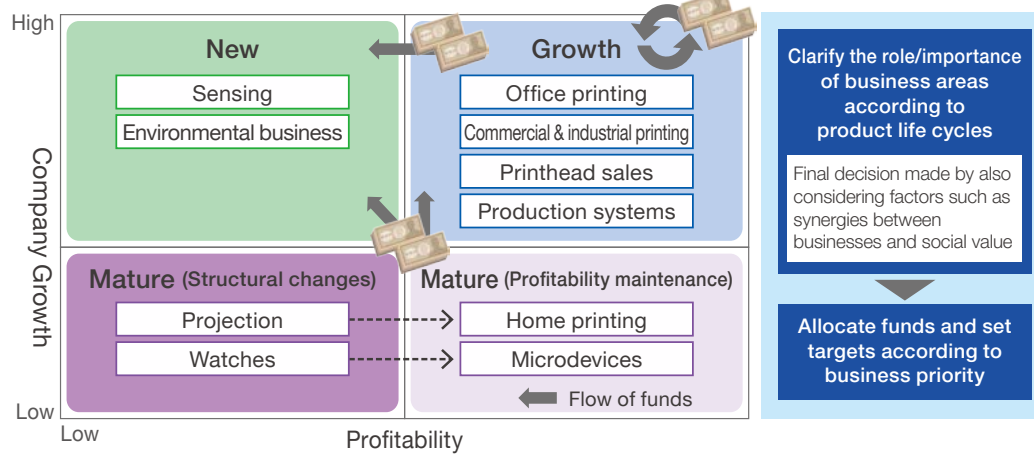 High
Company Growth
Low
Low
Profitability
New
Sensing
Environmental business
Growth
Office printing
Commercial & industrial printing
Printhead sales
Production systems
Mature (Structural changes)
Projection
Watches
Mature (Profitability maintenance)
Home printing
Microdevices
Flow of funds
Clarify the role/importance
of business areas
according to
product life cycles
Final decision made by also
considering factors such as
synergies between
businesses and social value
Allocate funds and set
targets according to
business priority